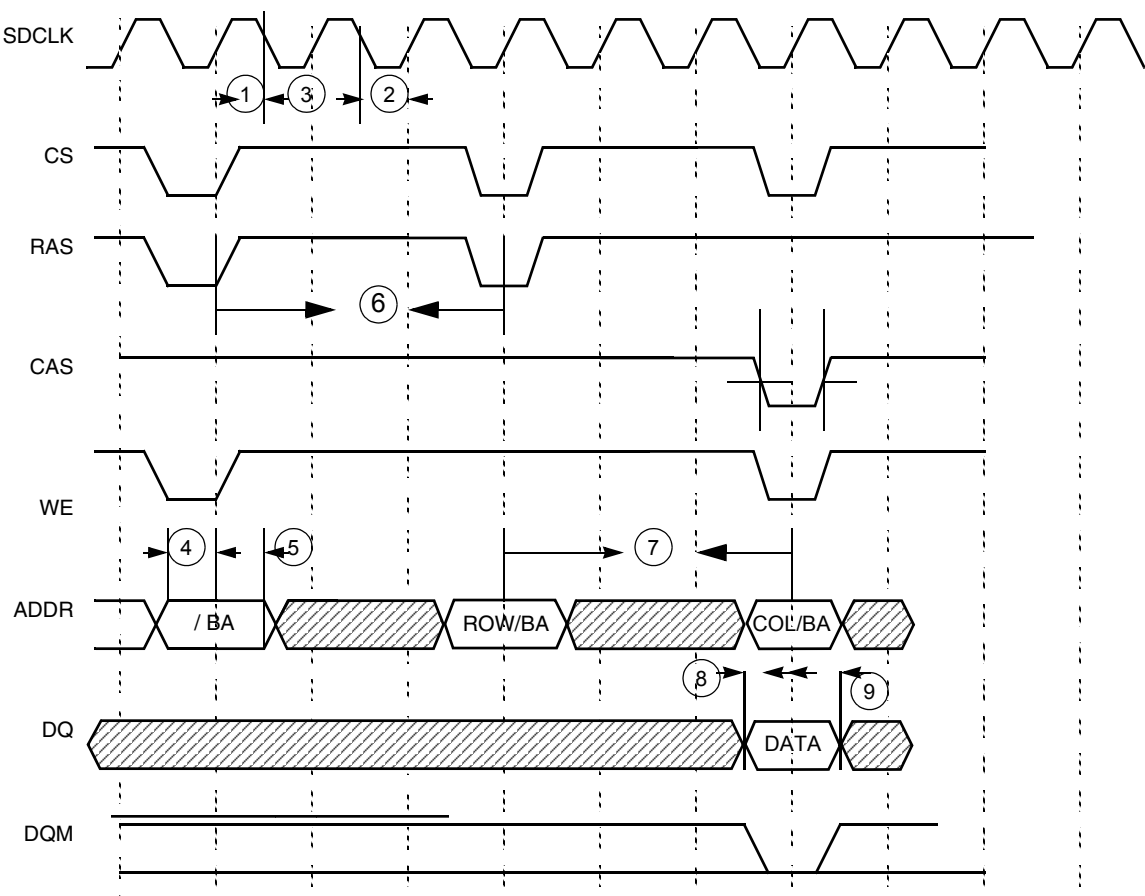 SDCLK
1 3 2
CS
RAS
6
CAS
WE
4 5 7
ADDR / BA ROW/BA COL/BA
8 9
DQ DATA
DQM